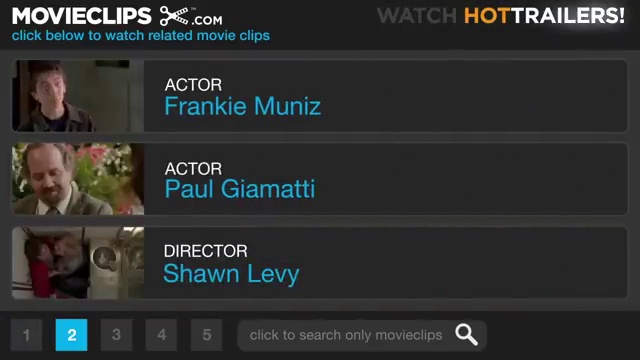 MOVIECLIPS .COM
WATCH HOTTRAILERS!
click below to watch related movie clips
ACTOR
Frankie Muniz
ACTOR
Paul Giamatti
DIRECTOR
Shawn Levy
1 2 3 4 5
click to search only movieclips